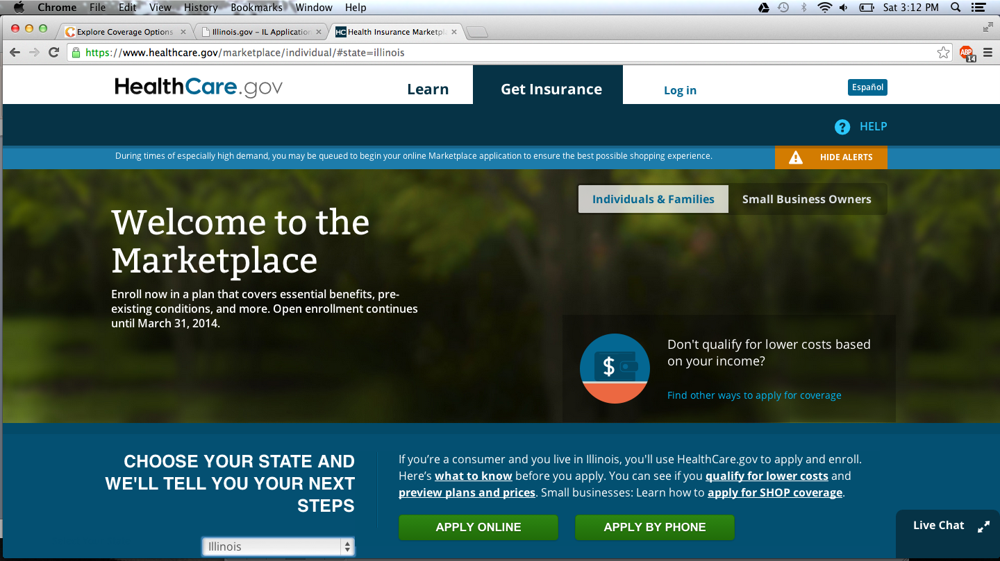 Chrome File Edit View History Bookmarks Window Help Sat 3:12 PM
Explore Coverage Options Illinois.gov – IL Application HC Health Insurance Marketpl
https://www.healthcare.gov/marketplace/individual/#state=illinois ABP 14
HealthCare.gov Learn Get Insurance Log in Español
? HELP
During times of especially high demand, you may be queued to begin your online Marketplace application to ensure the best possible shopping experience. HIDE ALERTS
Individuals & Families Small Business Owners
Welcome to the
Marketplace
Enroll now in a plan that covers essential benefits, pre-
existing conditions, and more. Open enrollment continues
until March 31, 2014.
$
Don't qualify for lower costs based
on your income?
Find other ways to apply for coverage
CHOOSE YOUR STATE AND
WE'LL TELL YOU YOUR NEXT
STEPS
Illinois
If you’re a consumer and you live in Illinois, you'll use HealthCare.gov to apply and enroll.
Here’s what to know before you apply. You can see if you qualify for lower costs and
preview plans and prices. Small businesses: Learn how to apply for SHOP coverage.
APPLY ONLINE APPLY BY PHONE
Live Chat